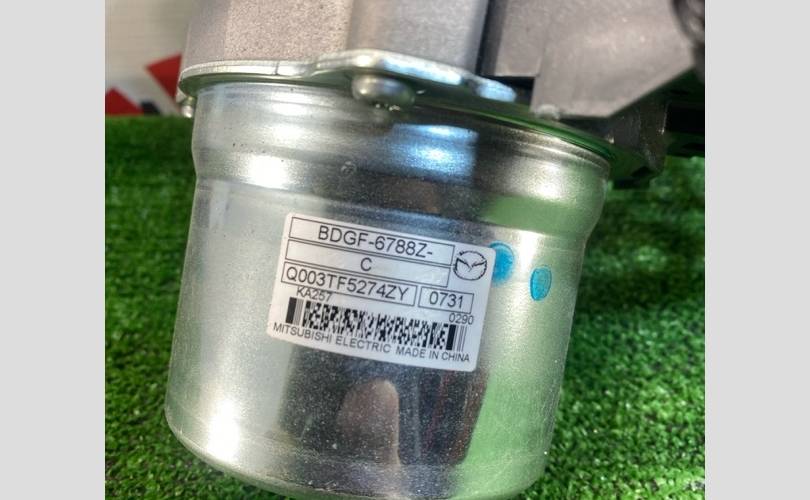 BDGF-6788Z-
C
Q003TF5274ZY 0731
KA257 0290
MITSUBISHI ELECTRIC MADE IN CHINA